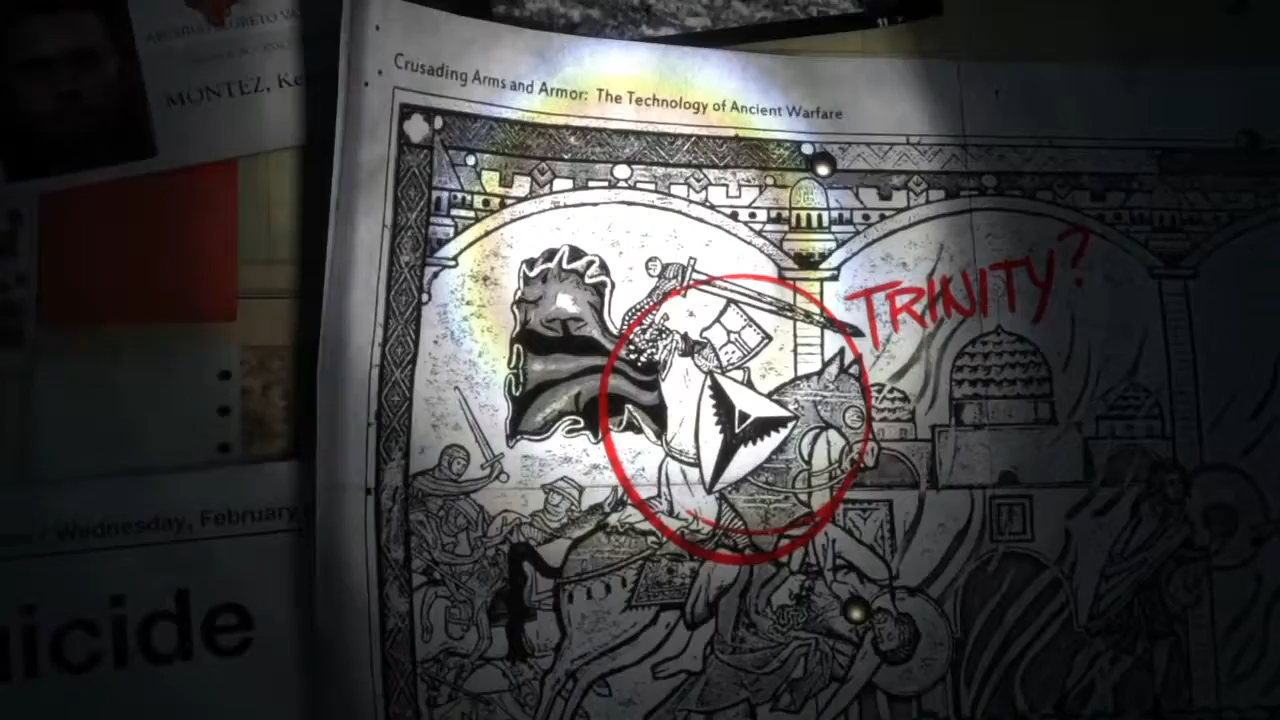 MONTEZ, Ke
Crusading Arms and Armor: The Technology of Ancient Warfare
TRINITY?
Wednesday, February
uicide